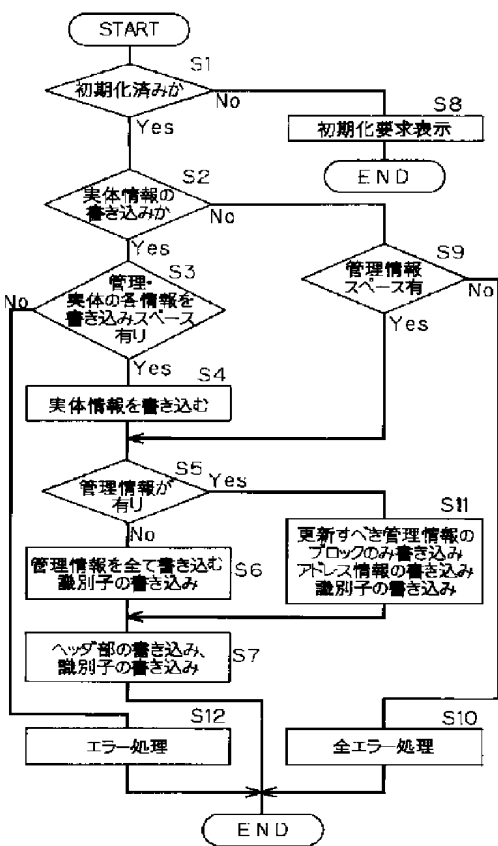 START
S1
初期化済みか
No
Yes
S8
初期化要求表示
END
S2
実体情報の
書き込みか
No
Yes
S3
管理・
実体の各情報を
書き込みスペース
有り
No
Yes
S9
管理情報
スペース有
No
Yes
S4
実体情報を書き込む
S5
管理情報が
有り
Yes
No
S6
管理情報を全て書き込む
識別子の書き込み
S11
更新すべき管理情報の
ブロックのみ書き込み
アドレス情報の書き込み
識別子の書き込み
S7
ヘッダ部の書き込み、
識別子の書き込み
S12
エラー処理
S10
全エラー処理
END